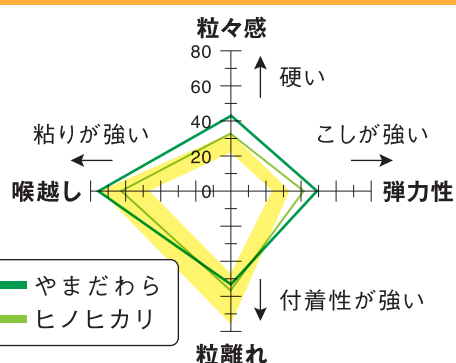 粒々感
80
60
40
20
0
硬い
粘りが強い
こしが強い
喉越し
弾力性
付着性が強い
粒離れ
やまだわら
ヒノヒカリ